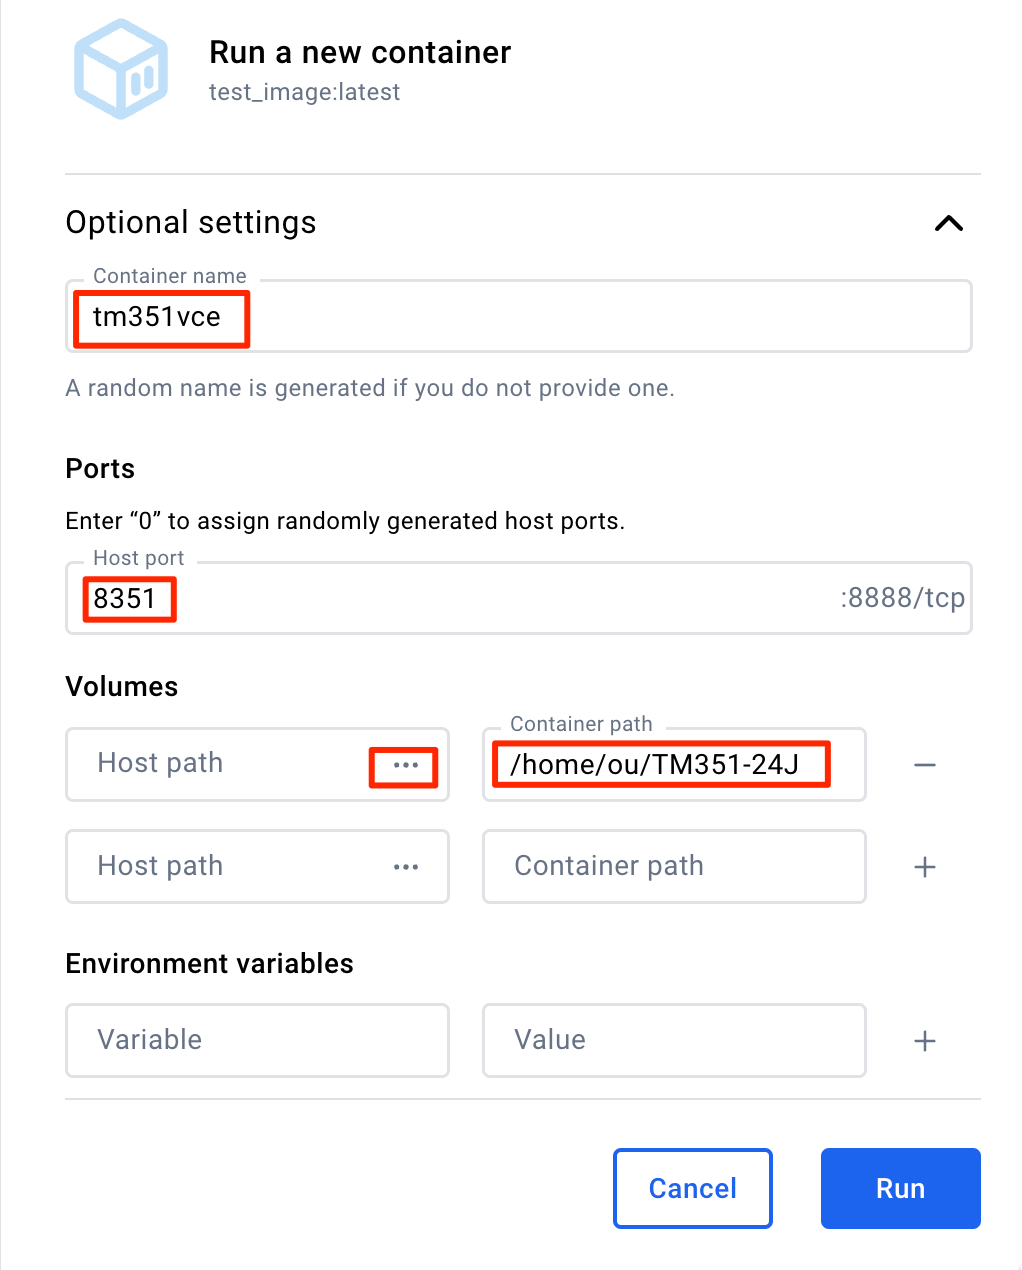 Run a new container
test_image:latest
Optional settings
Container name
tm351vce
A random name is generated if you do not provide one.
Ports
Enter “0” to assign randomly generated host ports.
Host port
8351 :8888/tcp
Volumes
Container path
Host path ••• /home/ou/TM351-24J −
Host path ••• Container path +
Environment variables
Variable Value +
Cancel Run